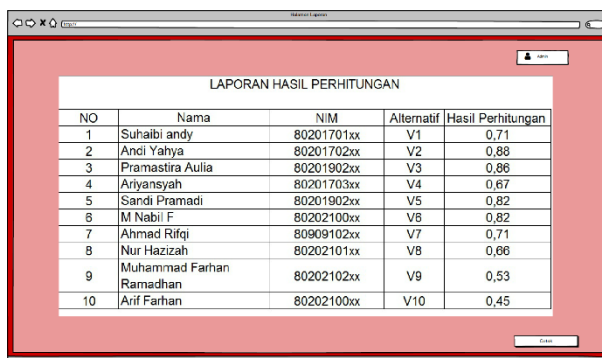 Halaman Laporan
http://
Admin
LAPORAN HASIL PERHITUNGAN
NO Nama NIM Alternatif Hasil Perhitungan
1 Suhaibi andy 80201701xx V1 0,71
2 Andi Yahya 80201702xx V2 0,88
3 Pramastira Aulia 80201902xx V3 0,86
4 Ariyansyah 80201703xx V4 0,67
5 Sandi Pramadi 80201902xx V5 0,82
6 M Nabil F 80202100xx V6 0,82
7 Ahmad Rifqi 80909102xx V7 0,71
8 Nur Hazizah 80202101xx V8 0,66
9 Muhammad Farhan
Ramadhan 80202102xx V9 0,53
10 Arif Farhan 80202100xx V10 0,45